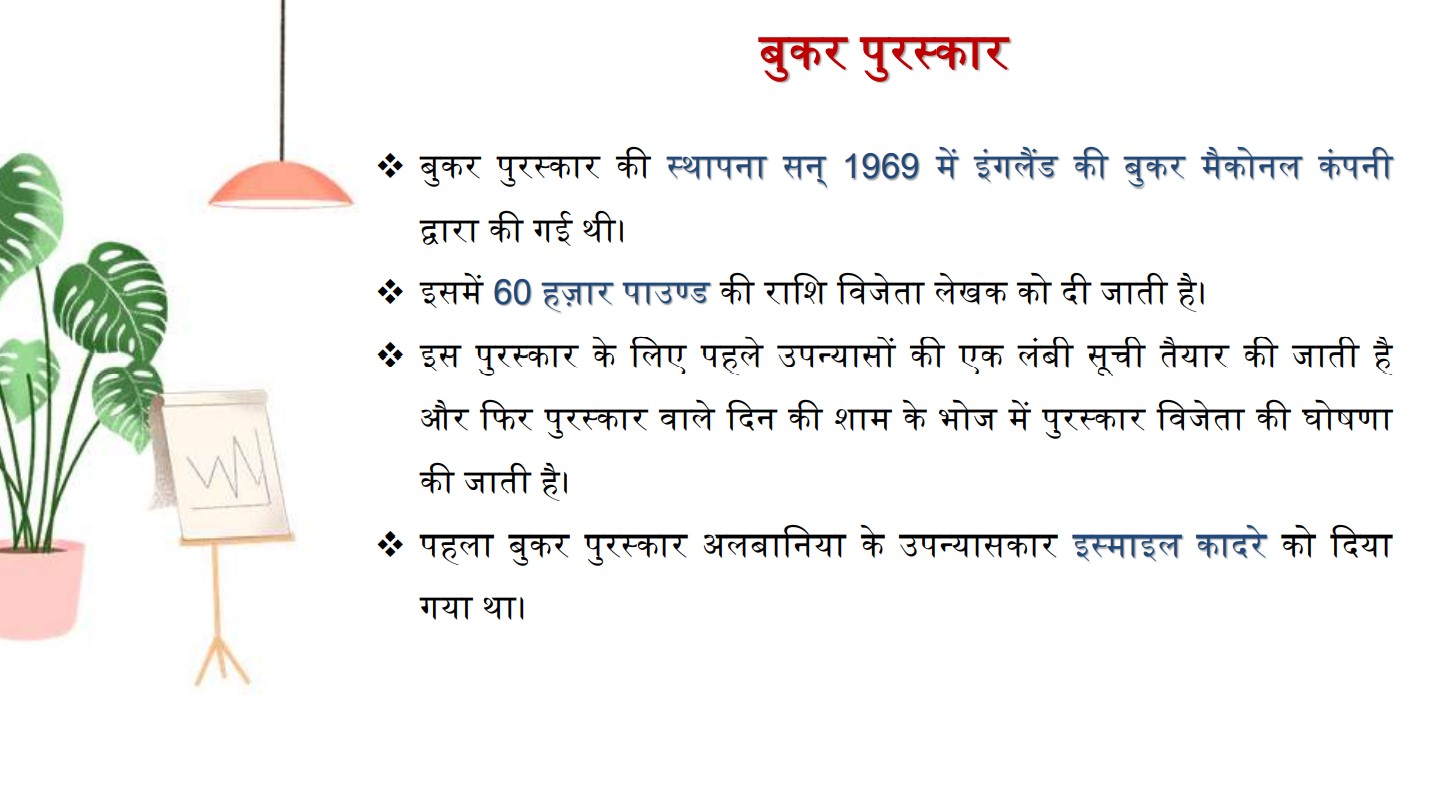 बुकर पुरस्कार
❖ बुकर पुरस्कार की स्थापना सन् 1969 में इंगलैंड की बुकर मैकोनल कंपनी
द्वारा की गई थी।
❖ इसमें 60 हज़ार पाउण्ड की राशि विजेता लेखक को दी जाती है।
❖ इस पुरस्कार के लिए पहले उपन्यासों की एक लंबी सूची तैयार की जाती है
और फिर पुरस्कार वाले दिन की शाम के भोज में पुरस्कार विजेता की घोषणा
की जाती है।
❖ पहला बुकर पुरस्कार अलबानिया के उपन्यासकार इस्माइल कादरे को दिया
गया था।